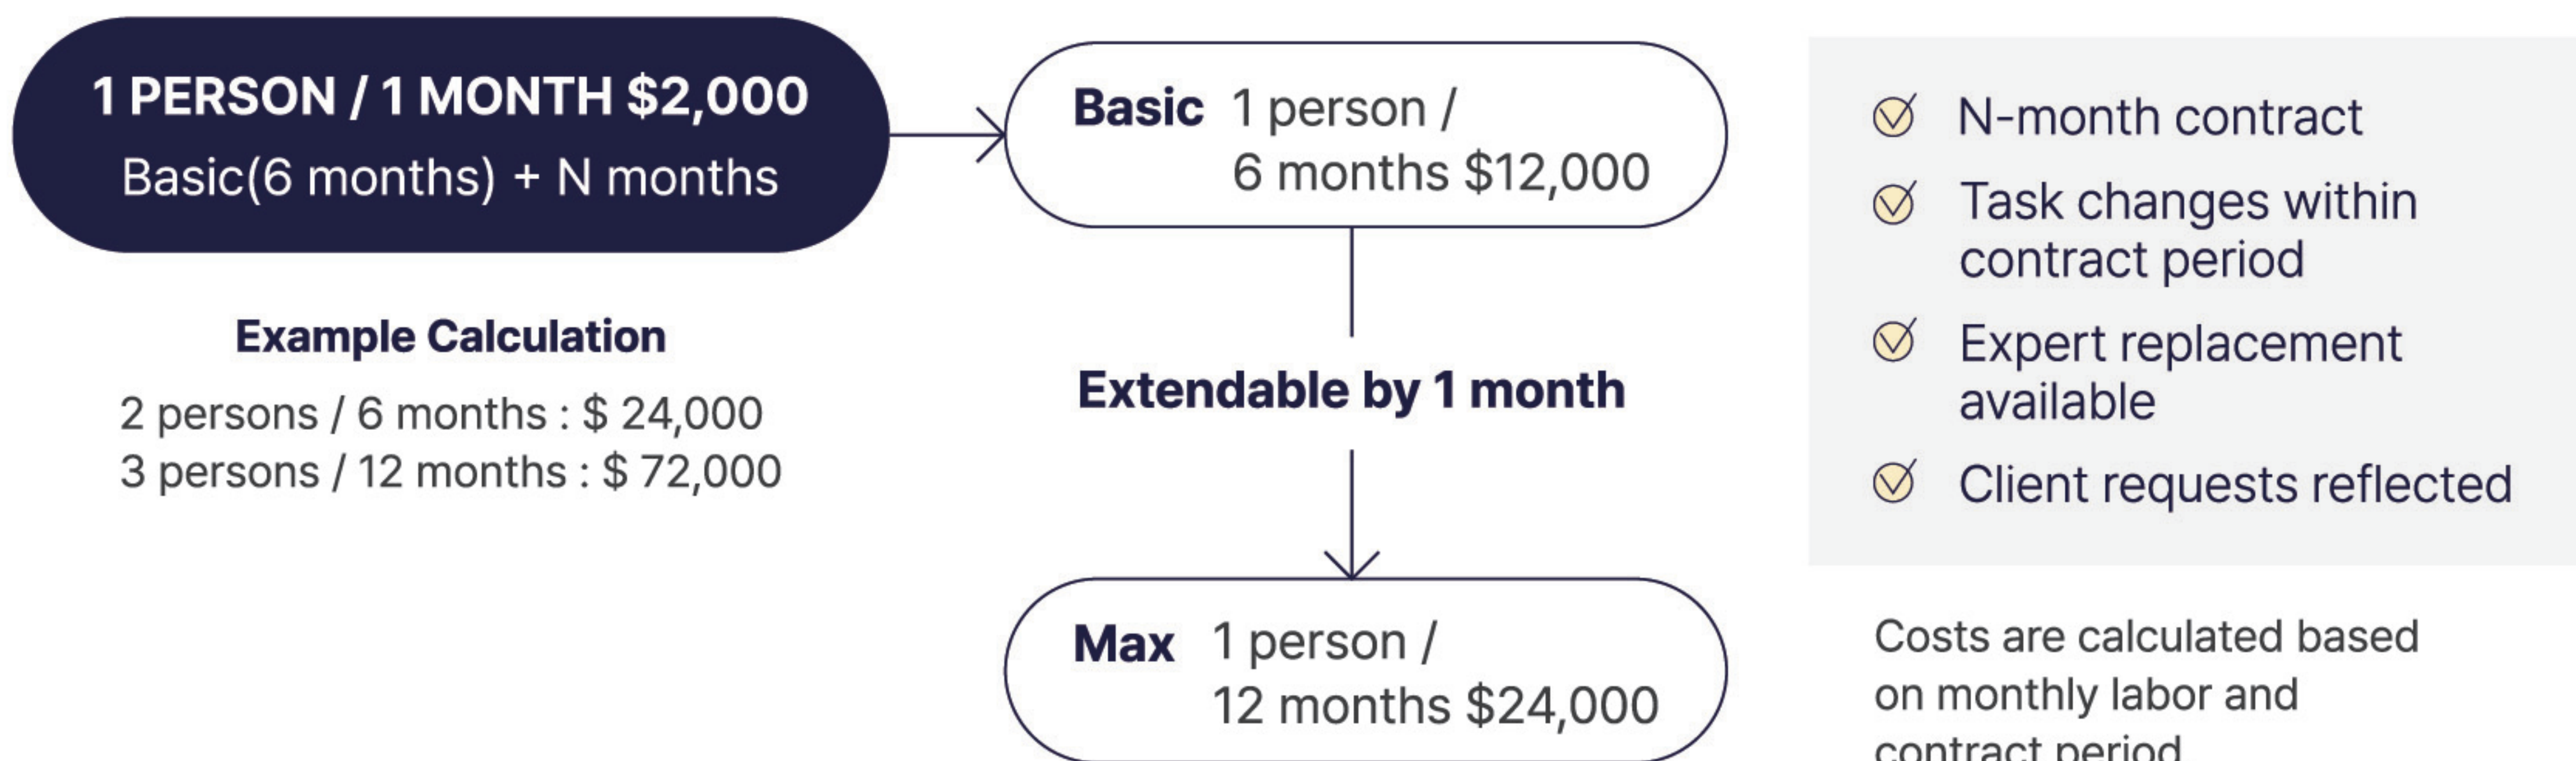 1 PERSON / 1 MONTH $2,000
Basic(6 months) + N months
Example Calculation
2 persons / 6 months : $ 24,000
3 persons / 12 months : $ 72,000
Basic 1 person /
6 months $12,000
Extendable by 1 month
Max 1 person /
12 months $24,000
N-month contract
Task changes within
contract period
Expert replacement
available
Client requests reflected
Costs are calculated based
on monthly labor and
contract period